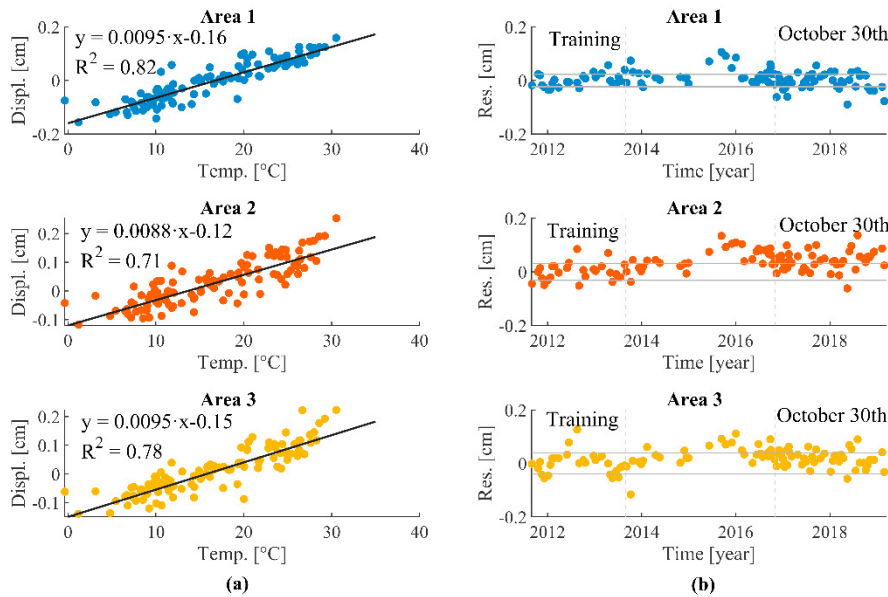 Area 1
y = 0.0095·x-0.16
R² = 0.82
Displ. [cm]
0.2
0
-0.2
0 10 20 30 40
Temp. [°C]
Area 1
Training
October 30th
Res. [cm]
0.2
0
-0.2
2012 2014 2016 2018
Time [year]
Area 2
y = 0.0088·x-0.12
R² = 0.71
Displ. [cm]
0.2
0.1
0
-0.1
0 10 20 30 40
Temp. [°C]
Area 2
Training
October 30th
Res. [cm]
0.2
0
-0.2
2012 2014 2016 2018
Time [year]
Area 3
y = 0.0095·x-0.15
R² = 0.78
Displ. [cm]
0.2
0.1
0
-0.1
0 10 20 30 40
Temp. [°C]
(a)
Area 3
Training
October 30th
Res. [cm]
0.2
0
-0.2
2012 2014 2016 2018
Time [year]
(b)